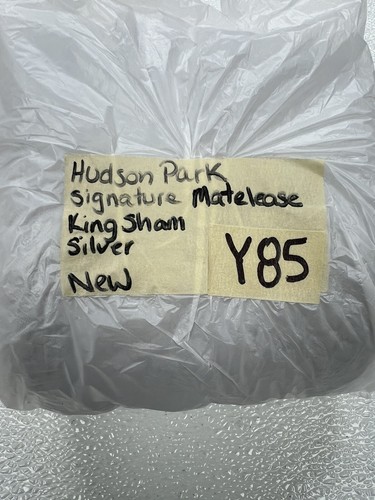 Hudson Park
Signature Matelease
King Sham
Silver
New
Y85